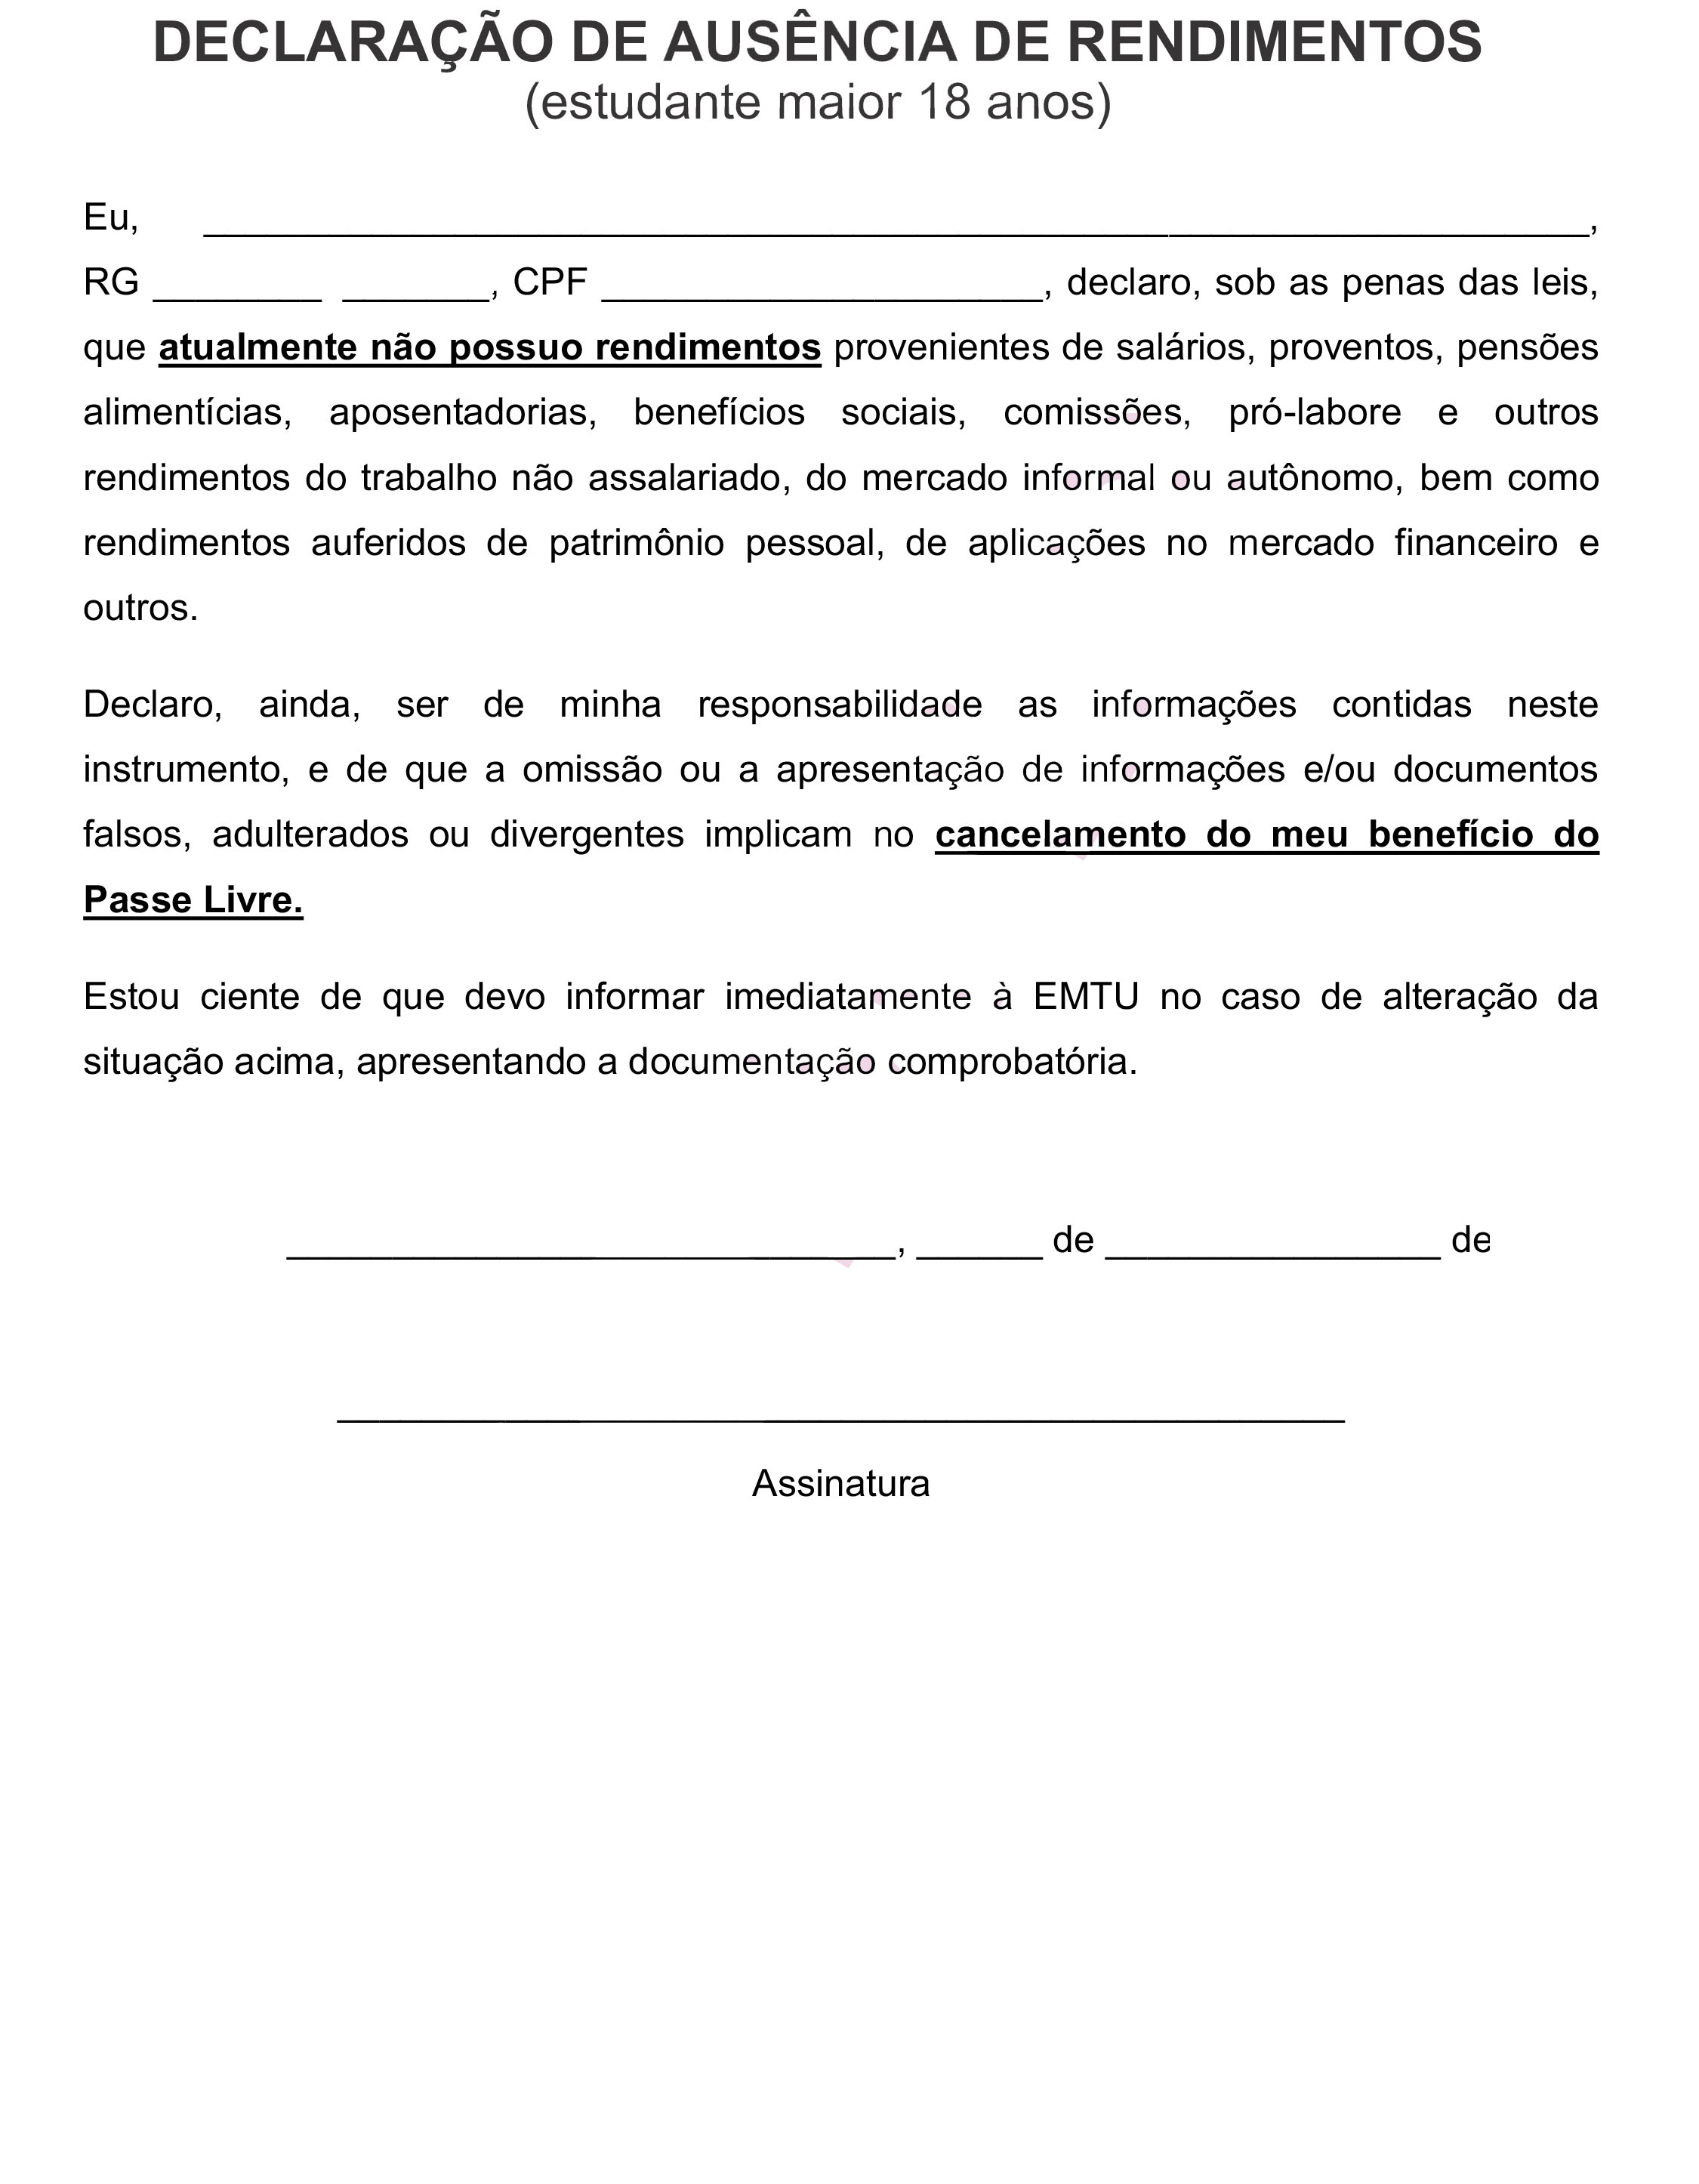 DECLARAÇÃO DE AUSÊNCIA DE RENDIMENTOS
(estudante maior 18 anos)
Eu, __________________________________________________________________,
RG ________ _______, CPF _____________________, declaro, sob as penas das leis,
que atualmente não possuo rendimentos provenientes de salários, proventos, pensões
alimentícias, aposentadorias, benefícios sociais, comissões, pró-labore e outros
rendimentos do trabalho não assalariado, do mercado informal ou autônomo, bem como
rendimentos auferidos de patrimônio pessoal, de aplicações no mercado financeiro e
outros.
Declaro, ainda, ser de minha responsabilidade as informações contidas neste
instrumento, e de que a omissão ou a apresentação de informações e/ou documentos
falsos, adulterados ou divergentes implicam no cancelamento do meu benefício do
Passe Livre.
Estou ciente de que devo informar imediatamente à EMTU no caso de alteração da
situação acima, apresentando a documentação comprobatória.
_____________________________, ______ de ________________ de
________________________________________________
Assinatura